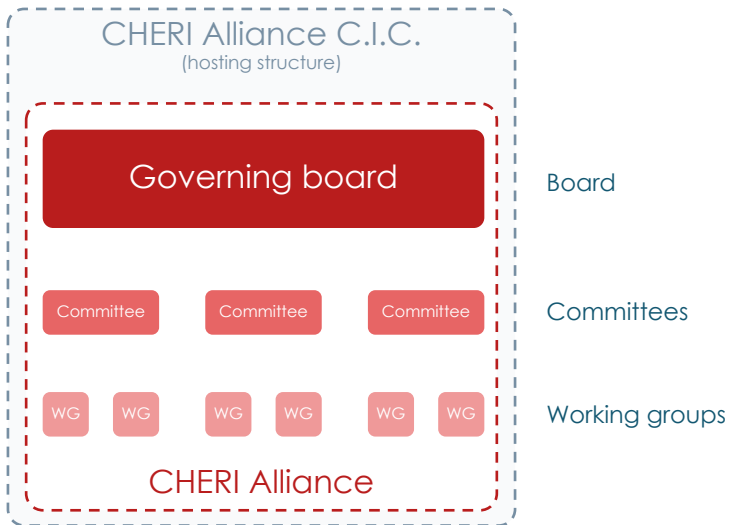 CHERI Alliance C.I.C.
(hosting structure)
Governing board
Board
Committee Committee Committee
Committees
WG WG WG WG WG WG
Working groups
CHERI Alliance